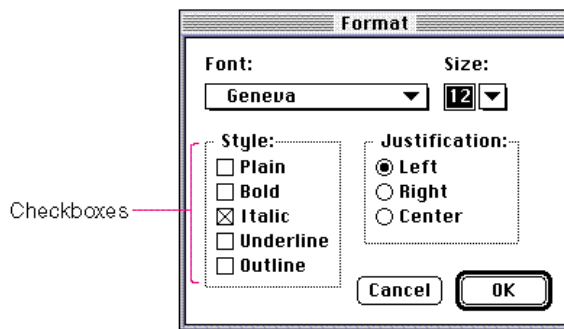 Format
Font: Size:
Geneva 12
Style: Justification:
Plain Left
Bold Right
Italic Center
Underline
Outline
Checkboxes
Cancel OK